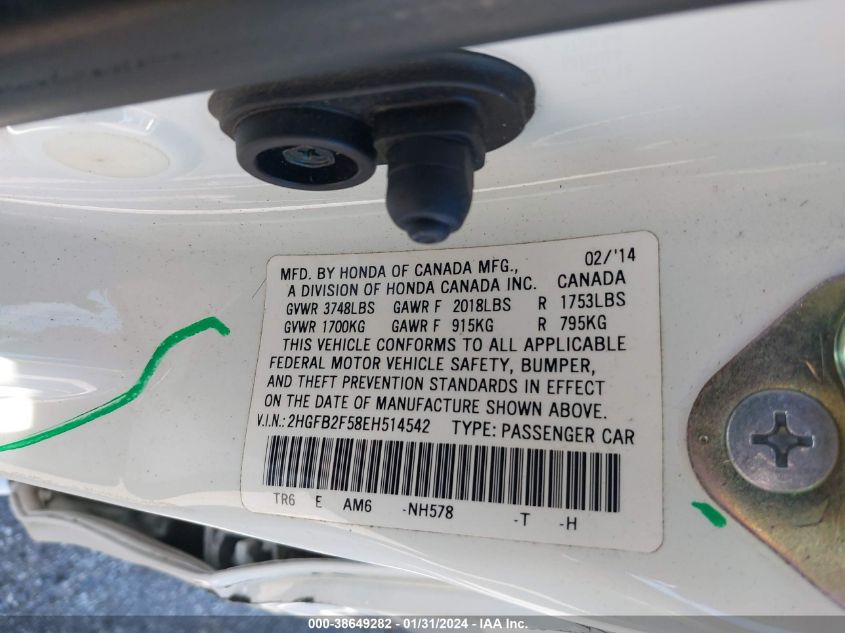 02/'14
MFD. BY HONDA OF CANADA MFG.,
A DIVISION OF HONDA CANADA INC. CANADA
GVWR 3748LBS GAWR F 2018LBS R 1753LBS
GVWR 1700KG GAWR F 915KG R 795KG
THIS VEHICLE CONFORMS TO ALL APPLICABLE
FEDERAL MOTOR VEHICLE SAFETY, BUMPER,
AND THEFT PREVENTION STANDARDS IN EFFECT
ON THE DATE OF MANUFACTURE SHOWN ABOVE.
V.I.N.: 2HGFB2F58EH514542 TYPE: PASSENGER CAR
TR6 E AM6 -NH578 -T -H
000-38649282 - 01/31/2024 - IAA Inc.